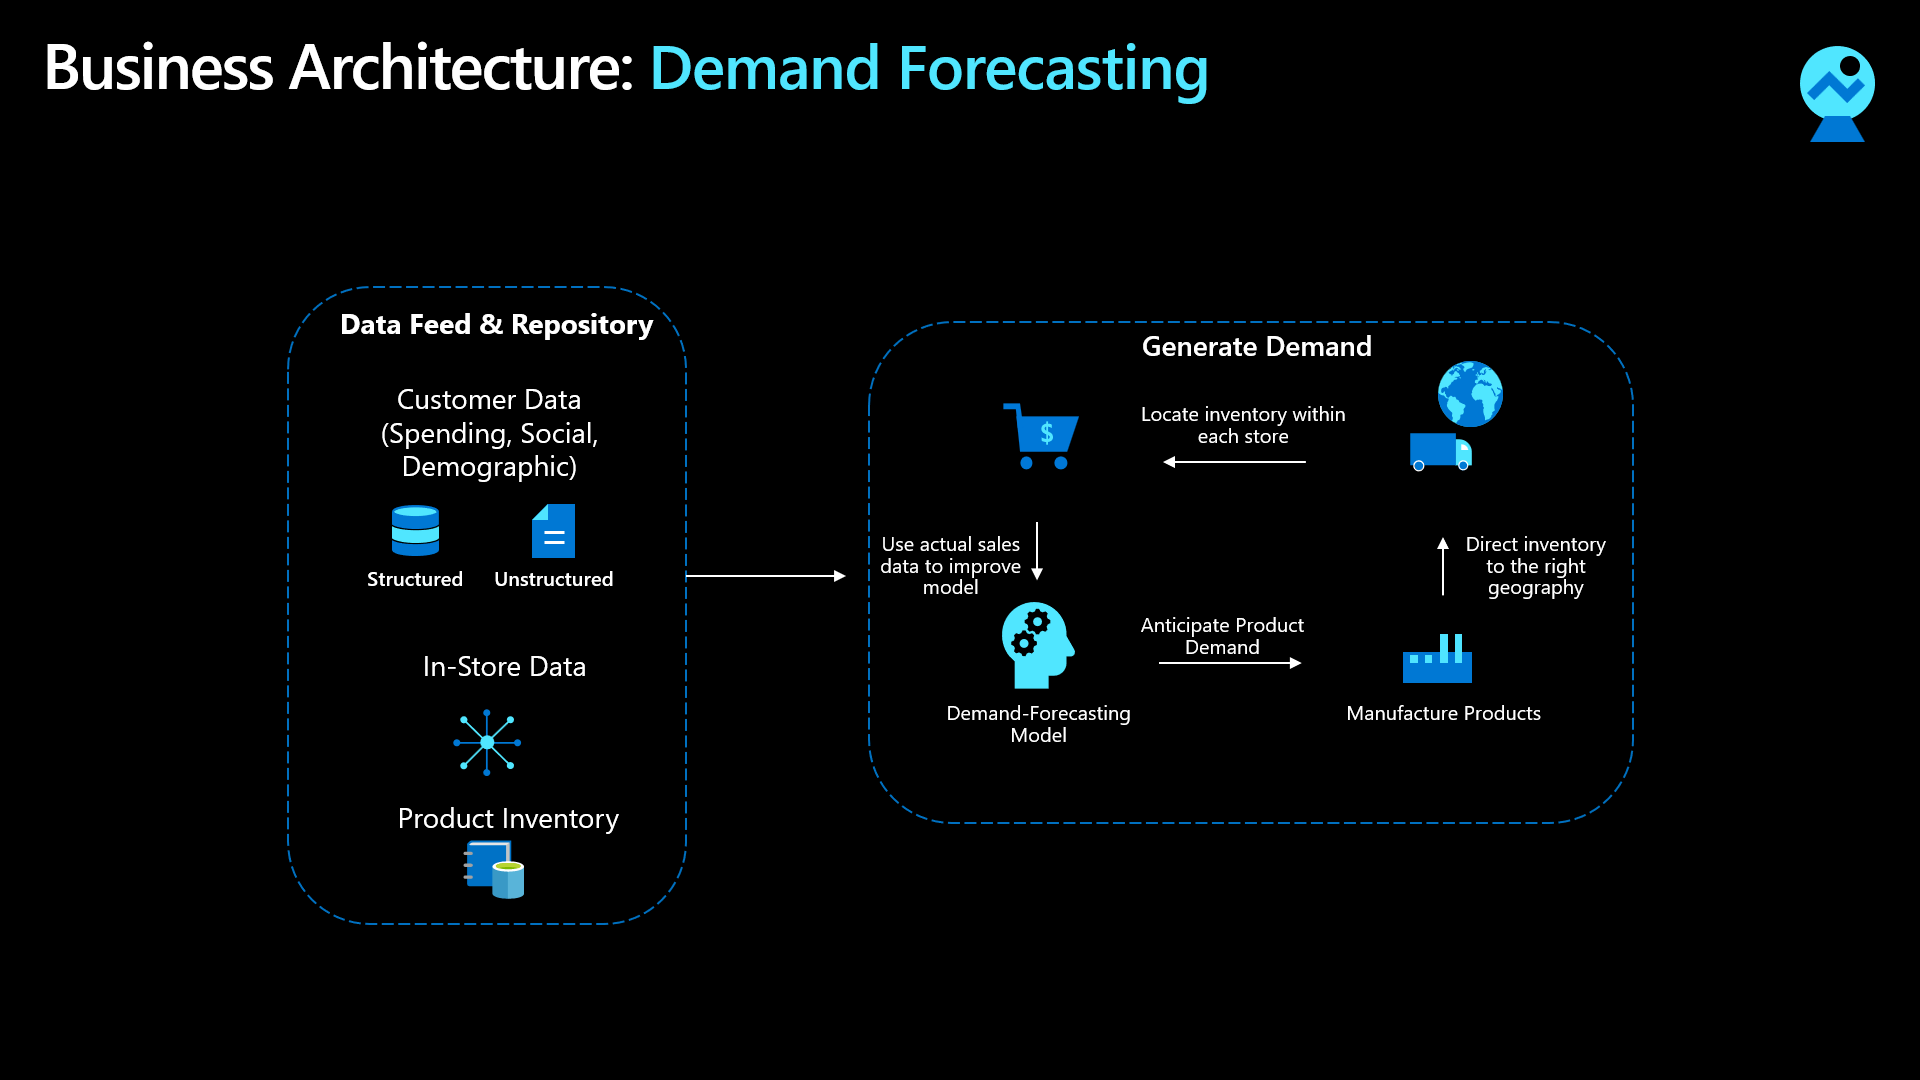 Business Architecture: Demand Forecasting
Data Feed & Repository
Customer Data
(Spending, Social,
Demographic)
Structured
Unstructured
In-Store Data
Product Inventory
Generate Demand
$
Locate inventory within
each store
Use actual sales
data to improve
model
Direct inventory
to the right
geography
Anticipate Product
Demand
Demand-Forecasting
Model
Manufacture Products